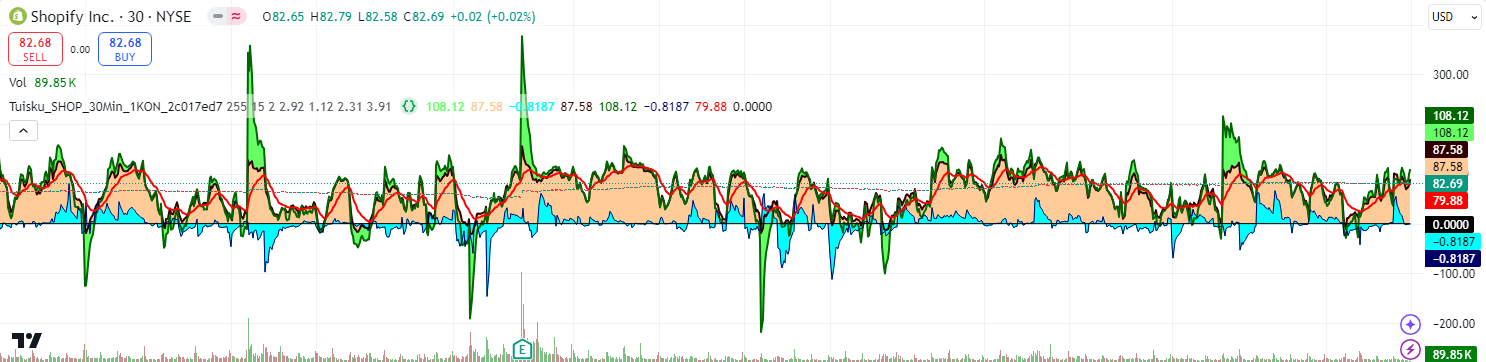 Shopify Inc. · 30 · NYSE O82.65 H82.79 L82.58 C82.69 +0.02 (+0.02%)
USD
82.68 0.00 82.68
SELL BUY
Vol 89.85 K
300.00
Tuisku_SHOP_30Min_1KON_2c017ed7 255 15 2 2.92 1.12 2.31 3.91 108.12 87.58 −0.8187 87.58 108.12 −0.8187 79.88 0.0000
108.12
108.12
87.58
87.58
82.69
79.88
0.0000
−0.8187
−0.8187
−100.00
−200.00
E
89.85 K